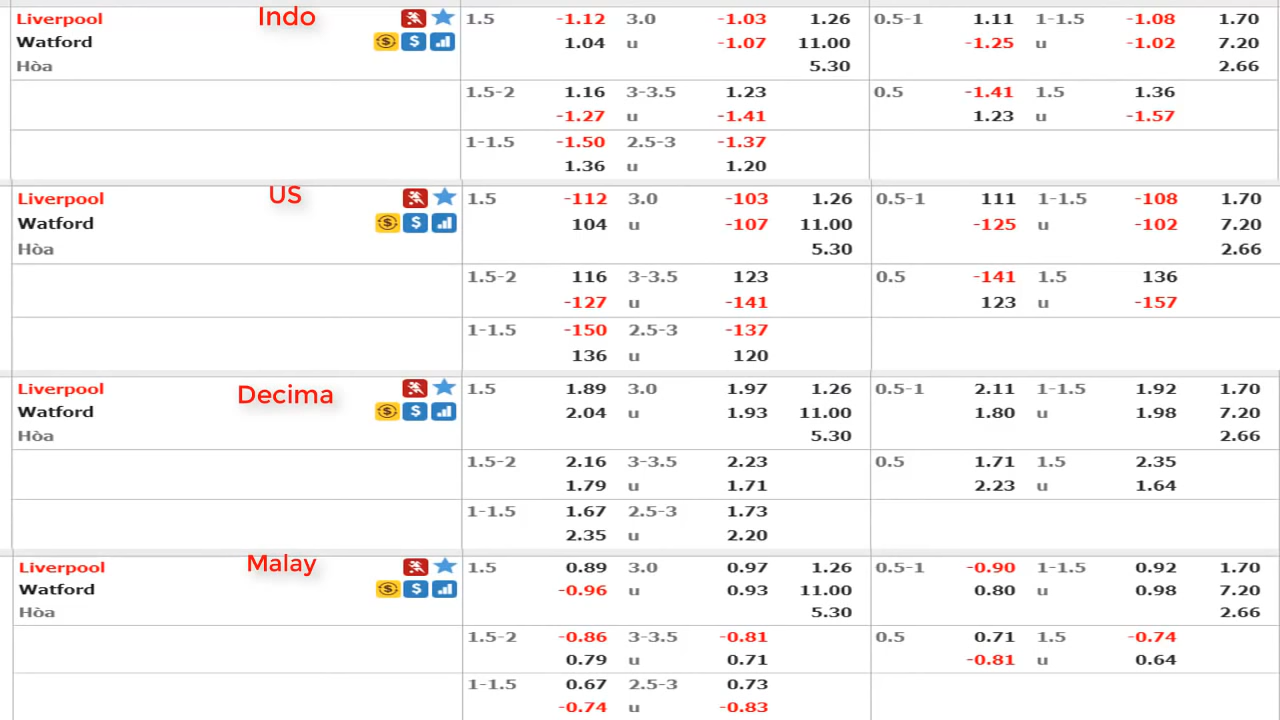 Indo
Liverpool 1.5 -1.12 3.0 -1.03 1.26 0.5-1 1.11 1-1.5 -1.08 1.70
Watford $ $ 1.04 u -1.07 11.00 -1.25 u -1.02 7.20
Hòa 5.30 2.66
1.5-2 1.16 3-3.5 1.23 0.5 -1.41 1.5 1.36
-1.27 u -1.41 1.23 u -1.57
1-1.5 -1.50 2.5-3 -1.37
1.36 u 1.20
US
Liverpool 1.5 -112 3.0 -103 1.26 0.5-1 111 1-1.5 -108 1.70
Watford $ $ 104 u -107 11.00 -125 u -102 7.20
Hòa 5.30 2.66
1.5-2 116 3-3.5 123 0.5 -141 1.5 136
-127 u -141 123 u -157
1-1.5 -150 2.5-3 -137
136 u 120
Decima
Liverpool 1.5 1.89 3.0 1.97 1.26 0.5-1 2.11 1-1.5 1.92 1.70
Watford $ $ 2.04 u 1.93 11.00 1.80 u 1.98 7.20
Hòa 5.30 2.66
1.5-2 2.16 3-3.5 2.23 0.5 1.71 1.5 2.35
1.79 u 1.71 2.23 u 1.64
1-1.5 1.67 2.5-3 1.73
2.35 u 2.20
Malay
Liverpool 1.5 0.89 3.0 0.97 1.26 0.5-1 -0.90 1-1.5 0.92 1.70
Watford $ $ -0.96 u 0.93 11.00 0.80 u 0.98 7.20
Hòa 5.30 2.66
1.5-2 -0.86 3-3.5 -0.81 0.5 0.71 1.5 -0.74
0.79 u 0.71 -0.81 u 0.64
1-1.5 0.67 2.5-3 0.73
-0.74 u -0.83